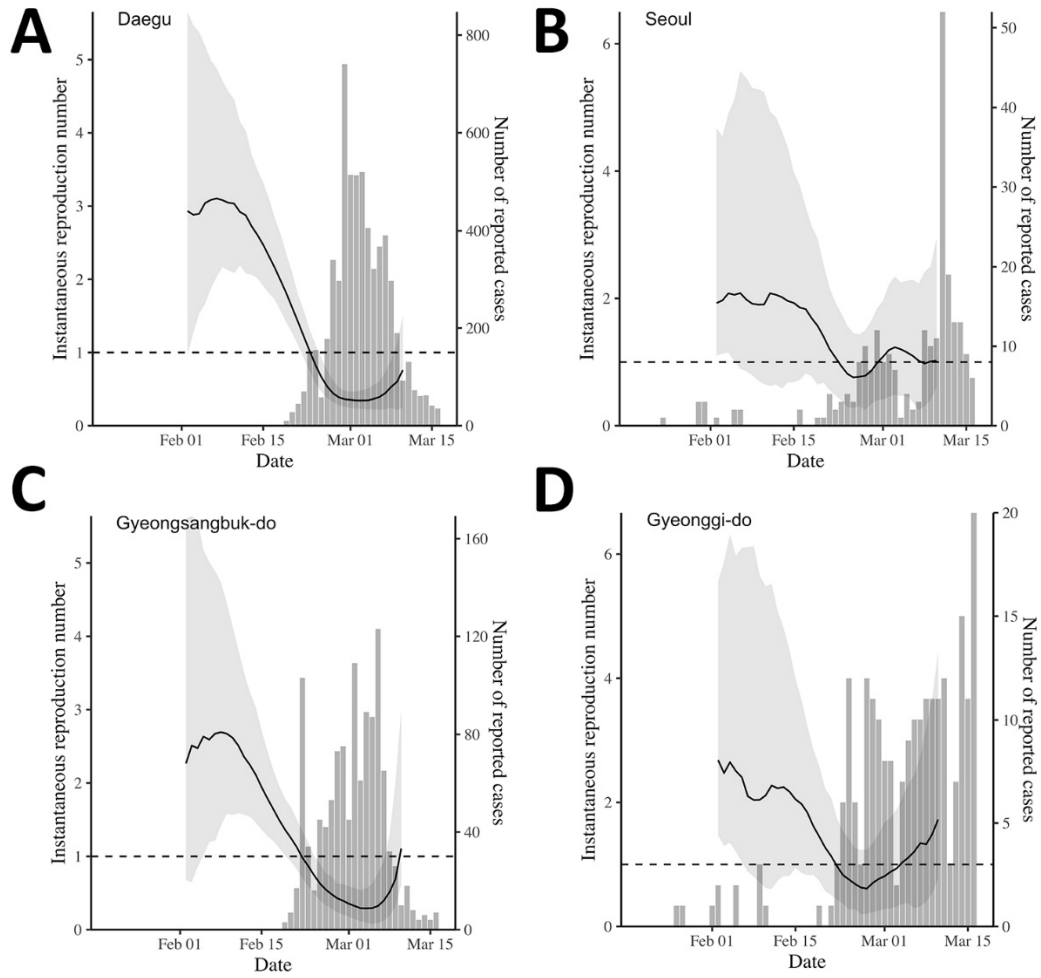 A
Daegu
Instantaneous reproduction number
5
4
3
2
1
0
Number of reported cases
800
600
400
200
0
Feb 01
Feb 15
Mar 01
Mar 15
Date
B
Seoul
Instantaneous reproduction number
6
4
2
1
0
Number of reported cases
50
40
30
20
10
0
Feb 01
Feb 15
Mar 01
Mar 15
Date
C
Gyeongsangbuk-do
Instantaneous reproduction number
5
4
3
2
1
0
Number of reported cases
160
120
80
40
0
Feb 01
Feb 15
Mar 01
Mar 15
Date
D
Gyeonggi-do
Instantaneous reproduction number
6
4
2
1
0
Number of reported cases
20
15
10
5
0
Feb 01
Feb 15
Mar 01
Mar 15
Date